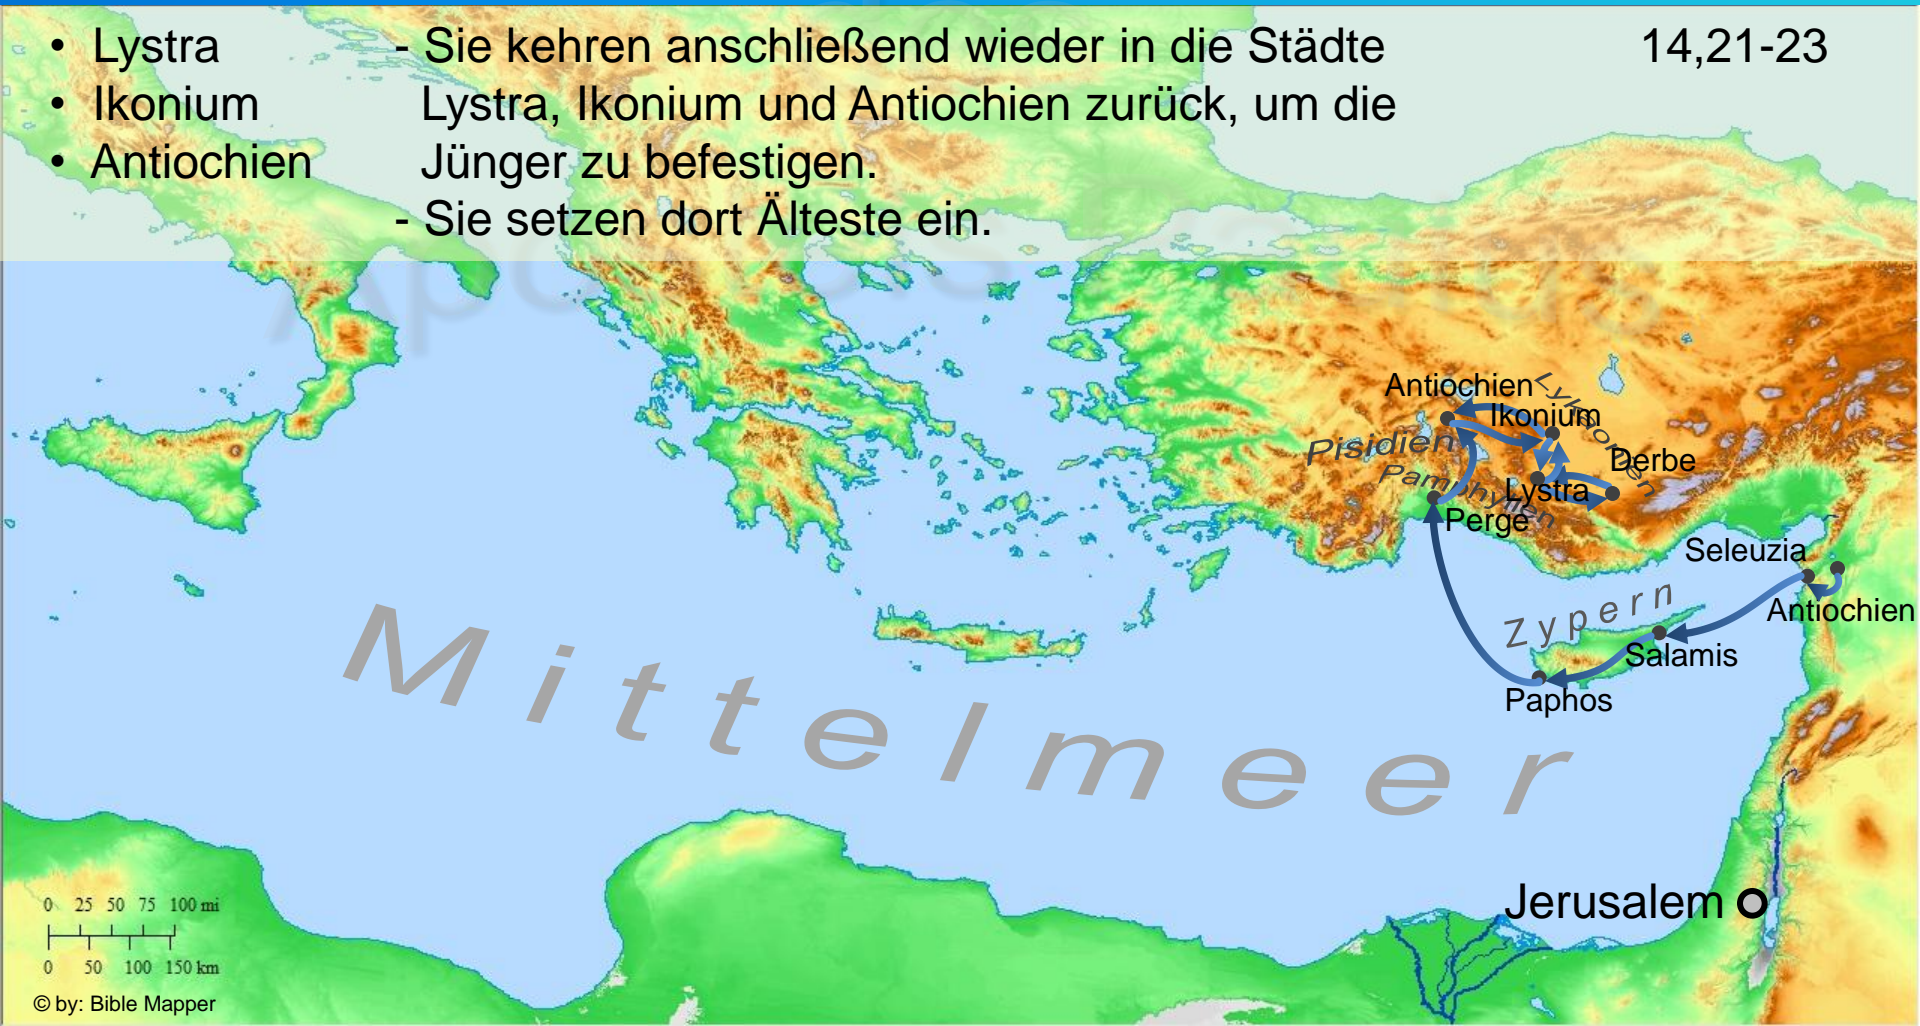 • Lystra - Sie kehren anschließend wieder in die Städte 14,21-23
• Ikonium Lystra, Ikonium und Antiochien zurück, um die
• Antiochien Jünger zu befestigen.
- Sie setzen dort Älteste ein.
Antiochien
Lykaonien
Ikonium
Pisidien
Derbe
Pamphylien
Lystra
Perge
Seleuzia
Antiochien
Zypern
Salamis
Paphos
Mittelmeer
Jerusalem
0 25 50 75 100 mi
0 50 100 150 km
© by: Bible Mapper